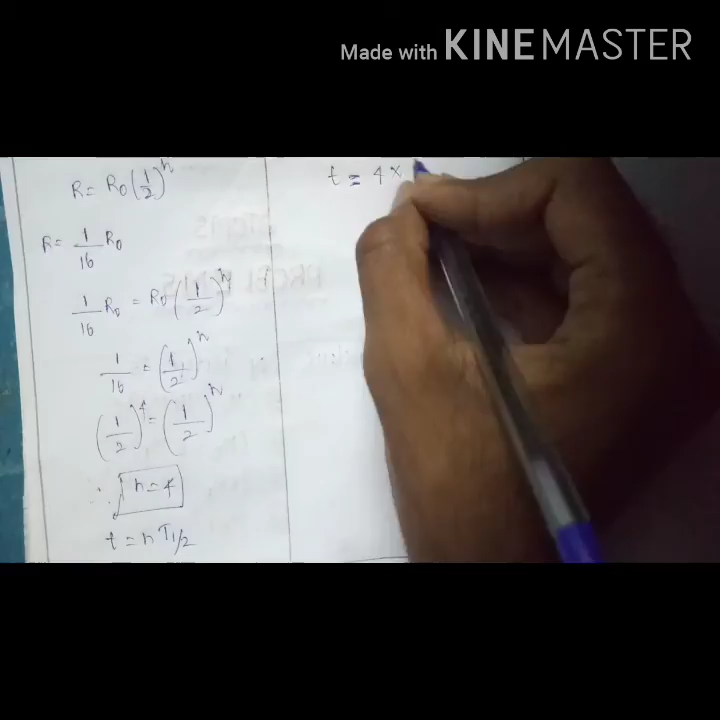 Made with KINEMASTER
R = R0 (1/2)^n
R = 1/16 R0
1/16 R0 = R0 (1/2)^n
1/16 = (1/2)^n
(1/2)^4 = (1/2)^n
∴ n = 4
t = n T1/2
t = 4 ×